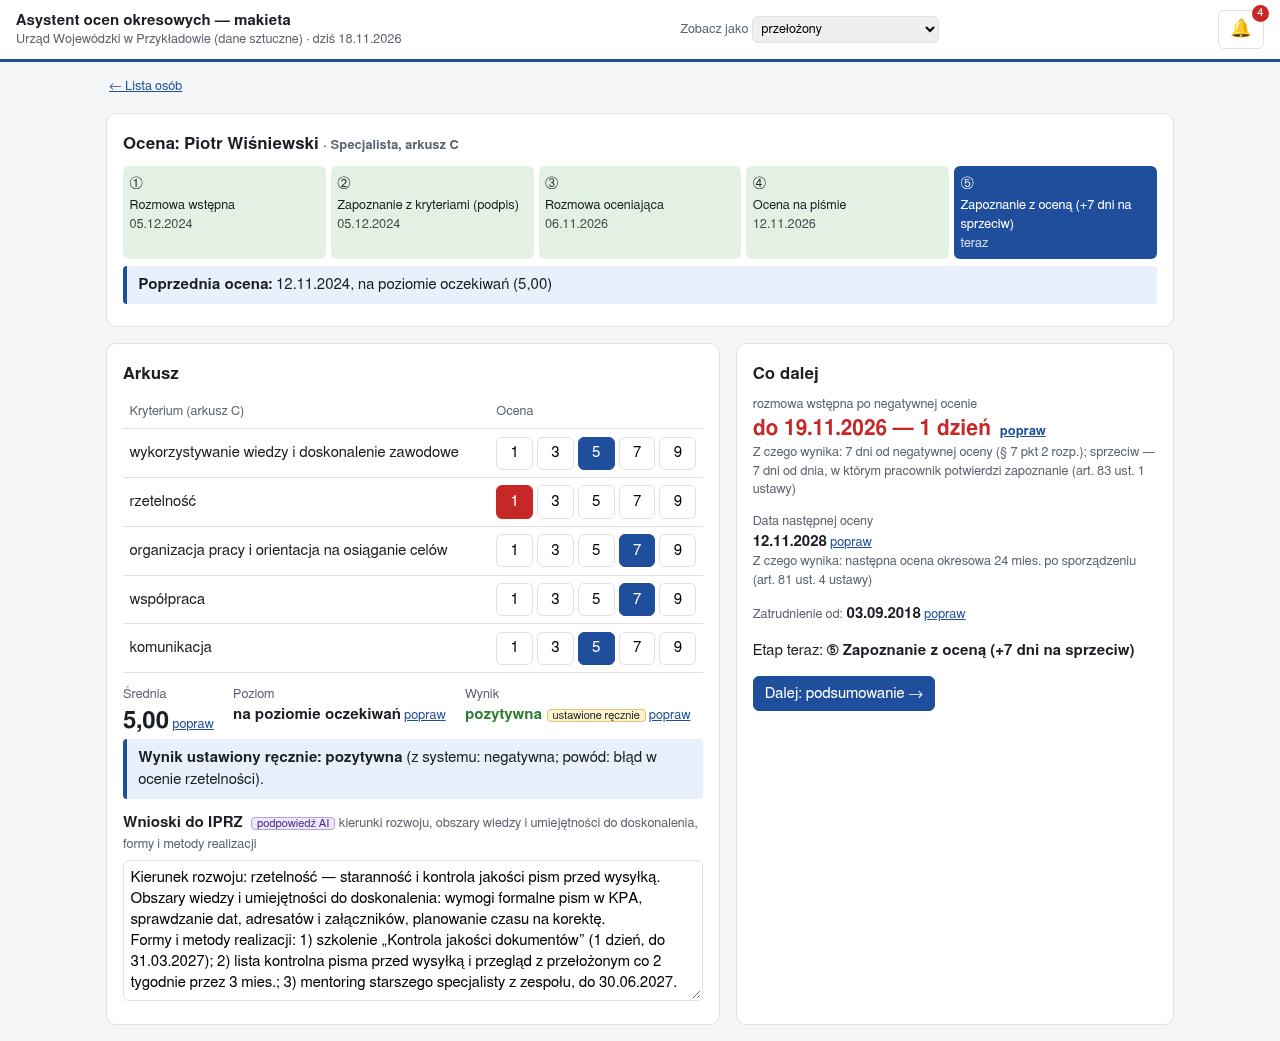 Asystent ocen okresowych — makieta
Urząd Wojewódzki w Przykładowie (dane sztuczne) · dziś 18.11.2026
Zobacz jako przełożony
4
← Lista osób
Ocena: Piotr Wiśniewski · Specjalista, arkusz C
①
Rozmowa wstępna
05.12.2024
②
Zapoznanie z kryteriami (podpis)
05.12.2024
③
Rozmowa oceniająca
06.11.2026
④
Ocena na piśmie
12.11.2026
⑤
Zapoznanie z oceną (+7 dni na
sprzeciw)
teraz
Poprzednia ocena: 12.11.2024, na poziomie oczekiwań (5,00)
Arkusz
Kryterium (arkusz C) Ocena
wykorzystywanie wiedzy i doskonalenie zawodowe 1 3 5 7 9
rzetelność 1 3 5 7 9
organizacja pracy i orientacja na osiąganie celów 1 3 5 7 9
współpraca 1 3 5 7 9
komunikacja 1 3 5 7 9
Średnia
5,00 popraw
Poziom
na poziomie oczekiwań popraw
Wynik
pozytywna ustawione ręcznie popraw
Wynik ustawiony ręcznie: pozytywna (z systemu: negatywna; powód: błąd w
ocenie rzetelności).
Wnioski do IPRZ podpowiedź AI kierunki rozwoju, obszary wiedzy i umiejętności do doskonalenia,
formy i metody realizacji
Kierunek rozwoju: rzetelność — staranność i kontrola jakości pism przed wysyłką.
Obszary wiedzy i umiejętności do doskonalenia: wymogi formalne pism w KPA,
sprawdzanie dat, adresatów i załączników, planowanie czasu na korektę.
Formy i metody realizacji: 1) szkolenie „Kontrola jakości dokumentów” (1 dzień, do
31.03.2027); 2) lista kontrolna pisma przed wysyłką i przegląd z przełożonym co 2
tygodnie przez 3 mies.; 3) mentoring starszego specjalisty z zespołu, do 30.06.2027.
Co dalej
rozmowa wstępna po negatywnej ocenie
do 19.11.2026 — 1 dzień popraw
Z czego wynika: 7 dni od negatywnej oceny (§ 7 pkt 2 rozp.); sprzeciw —
7 dni od dnia, w którym pracownik potwierdzi zapoznanie (art. 83 ust. 1
ustawy)
Data następnej oceny
12.11.2028 popraw
Z czego wynika: następna ocena okresowa 24 mies. po sporządzeniu
(art. 81 ust. 4 ustawy)
Zatrudnienie od: 03.09.2018 popraw
Etap teraz: ⑤ Zapoznanie z oceną (+7 dni na sprzeciw)
Dalej: podsumowanie →